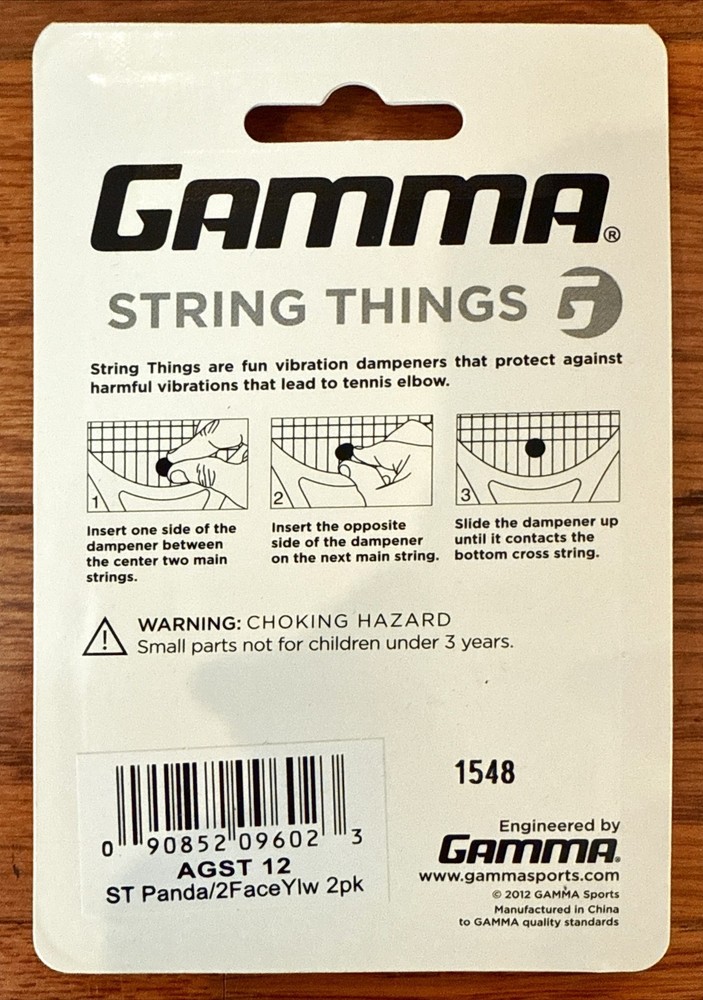 GAMMA®
STRING THINGS G
String Things are fun vibration dampeners that protect against
harmful vibrations that lead to tennis elbow.
1
Insert one side of the
dampener between
the center two main
strings.
2
Insert the opposite
side of the dampener
on the next main string.
3
Slide the dampener up
until it contacts the
bottom cross string.
! WARNING: CHOKING HAZARD
Small parts not for children under 3 years.
0 90852 09602 3
AGST 12
ST Panda/2FaceYlw 2pk
1548
Engineered by
GAMMA®
www.gammasports.com
© 2012 GAMMA Sports
Manufactured in China
to GAMMA quality standards